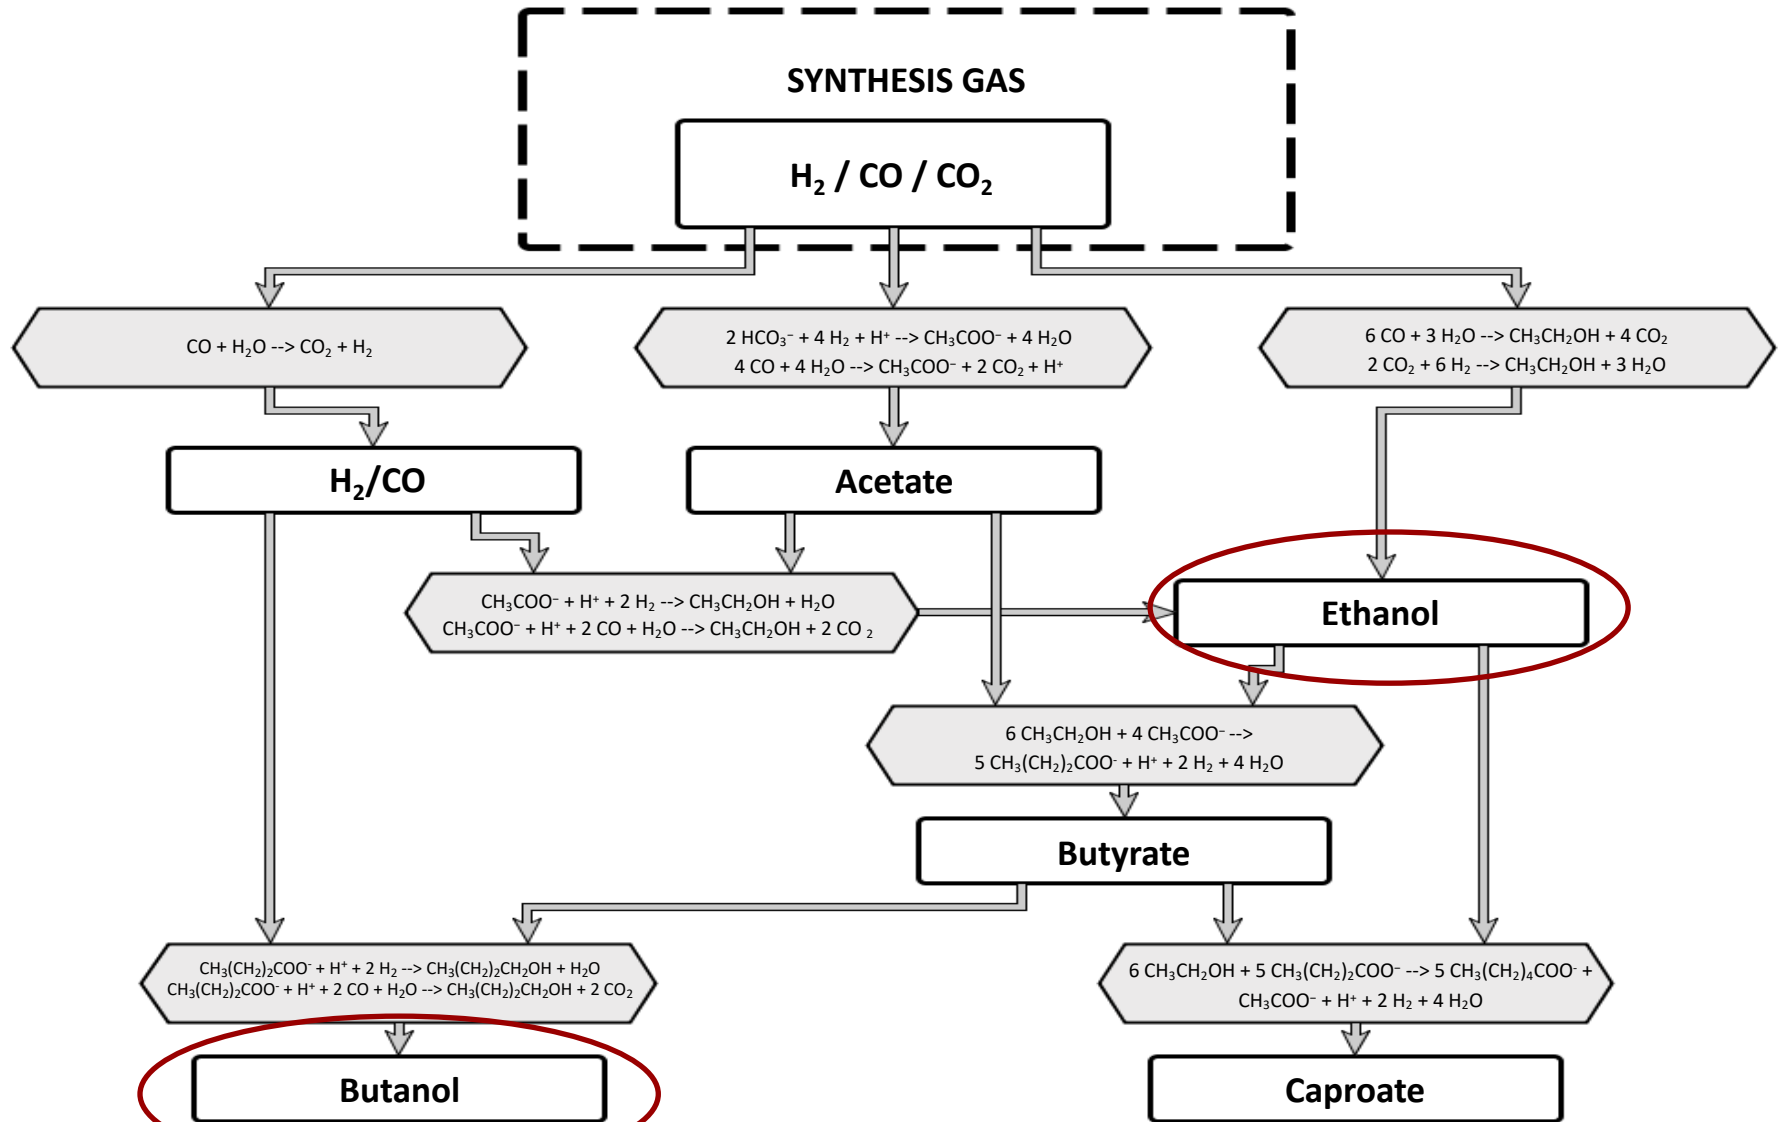 SYNTHESIS GAS
H₂ / CO / CO₂
CO + H₂O --> CO₂ + H₂
2 HCO₃⁻ + 4 H₂ + H⁺ --> CH₃COO⁻ + 4 H₂O
4 CO + 4 H₂O --> CH₃COO⁻ + 2 CO₂ + H⁺
6 CO + 3 H₂O --> CH₃CH₂OH + 4 CO₂
2 CO₂ + 6 H₂ --> CH₃CH₂OH + 3 H₂O
H₂/CO
Acetate
CH₃COO⁻ + H⁺ + 2 H₂ --> CH₃CH₂OH + H₂O
CH₃COO⁻ + H⁺ + 2 CO + H₂O --> CH₃CH₂OH + 2 CO ₂
Ethanol
6 CH₃CH₂OH + 4 CH₃COO⁻ -->
5 CH₃(CH₂)₂COO⁻ + H⁺ + 2 H₂ + 4 H₂O
Butyrate
CH₃(CH₂)₂COO⁻ + H⁺ + 2 H₂ --> CH₃(CH₂)₂CH₂OH + H₂O
CH₃(CH₂)₂COO⁻ + H⁺ + 2 CO + H₂O --> CH₃(CH₂)₂CH₂OH + 2 CO₂
6 CH₃CH₂OH + 5 CH₃(CH₂)₂COO⁻ --> 5 CH₃(CH₂)₄COO⁻ +
CH₃COO⁻ + H⁺ + 2 H₂ + 4 H₂O
Butanol
Caproate